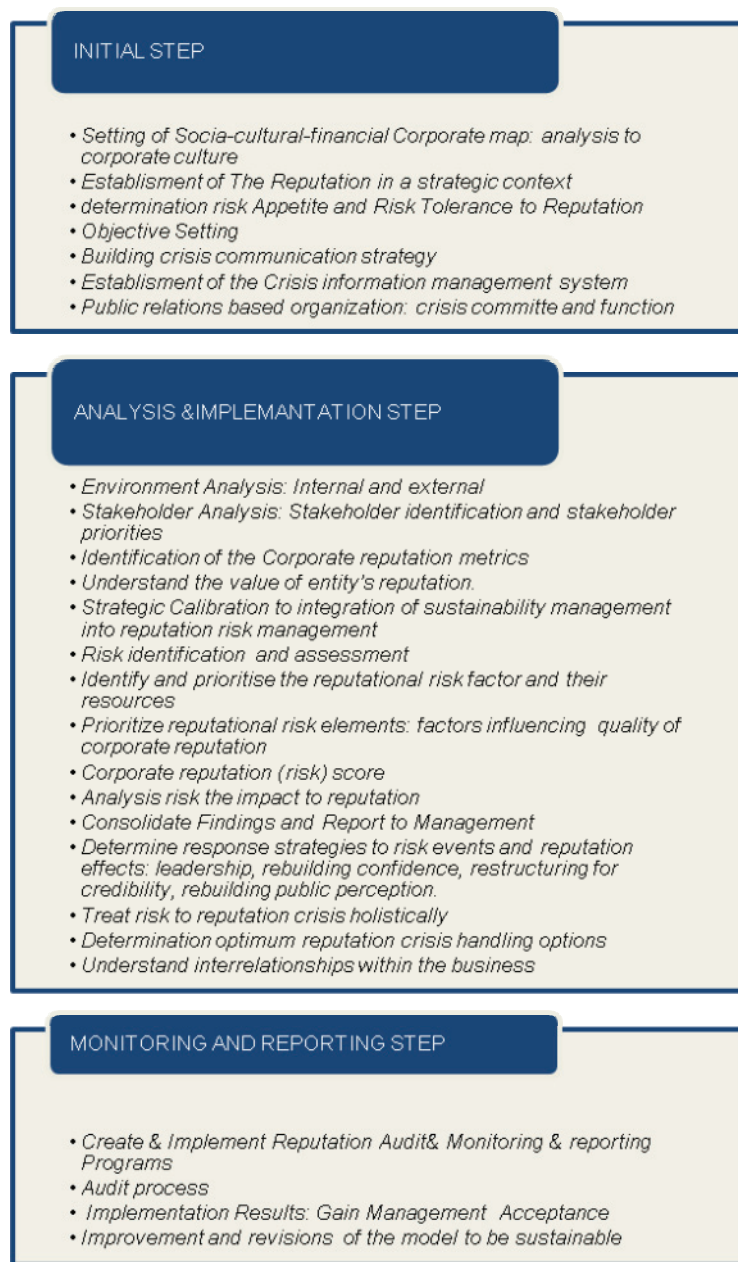 INITIAL STEP
• Setting of Socia-cultural-financial Corporate map: analysis to
corporate culture
• Establisment of The Reputation in a strategic context
• determination risk Appetite and Risk Tolerance to Reputation
• Objective Setting
• Building crisis communication strategy
• Establisment of the Crisis information management system
• Public relations based organization: crisis committe and function
ANALYSIS &IMPLEMANTATION STEP
• Environment Analysis: Internal and external
• Stakeholder Analysis: Stakeholder identification and stakeholder
priorities
• Identification of the Corporate reputation metrics
• Understand the value of entity's reputation.
• Strategic Calibration to integration of sustainability management
into reputation risk management
• Risk identification and assessment
• Identify and prioritise the reputational risk factor and their
resources
• Prioritize reputational risk elements: factors influencing quality of
corporate reputation
• Corporate reputation (risk) score
• Analysis risk the impact to reputation
• Consolidate Findings and Report to Management
• Determine response strategies to risk events and reputation
effects: leadership, rebuilding confidence, restructuring for
credibility, rebuilding public perception.
• Treat risk to reputation crisis holistically
• Determination optimum reputation crisis handling options
• Understand interrelationships within the business
MONITORING AND REPORTING STEP
• Create & Implement Reputation Audit& Monitoring & reporting
Programs
• Audit process
• Implementation Results: Gain Management Acceptance
• Improvement and revisions of the model to be sustainable